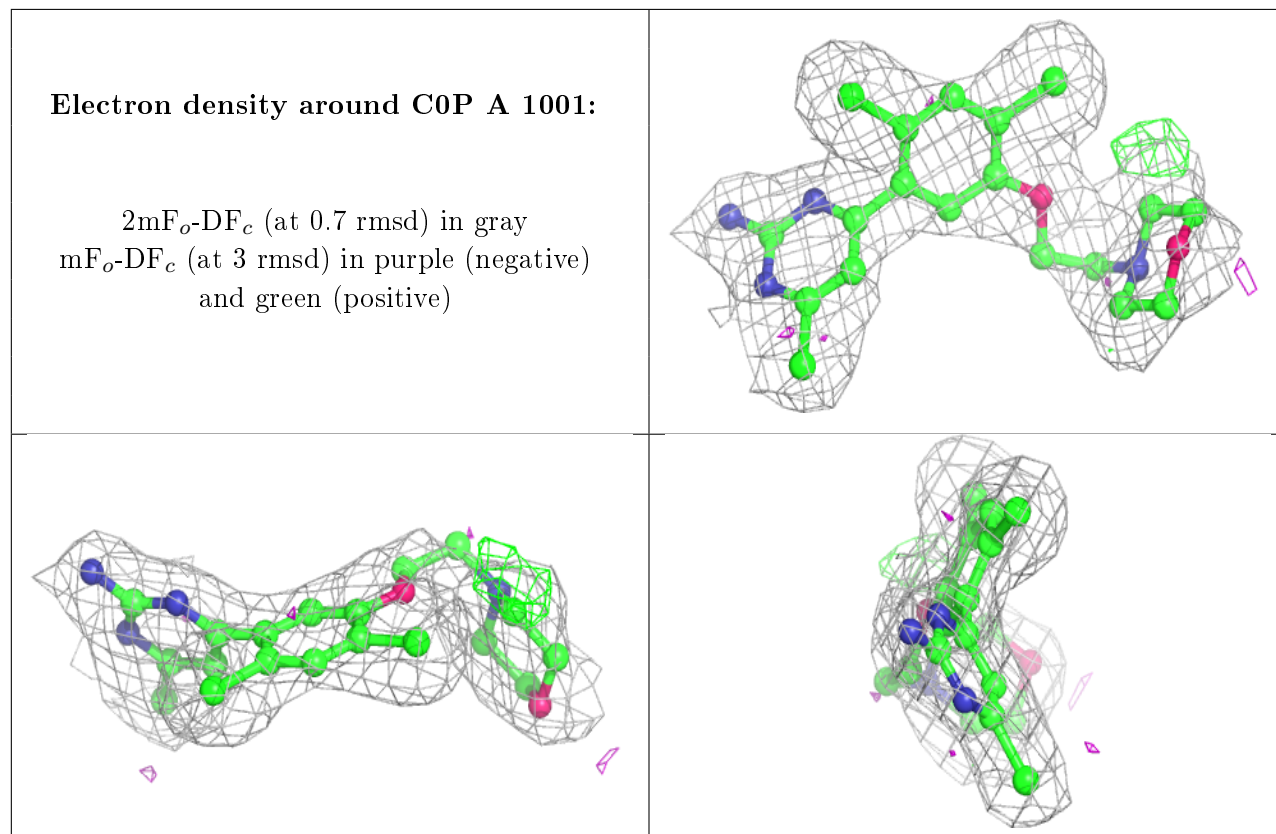 Electron density around C0P A 1001:
2mFo-DFc (at 0.7 rmsd) in gray
mFo-DFc (at 3 rmsd) in purple (negative)
and green (positive)